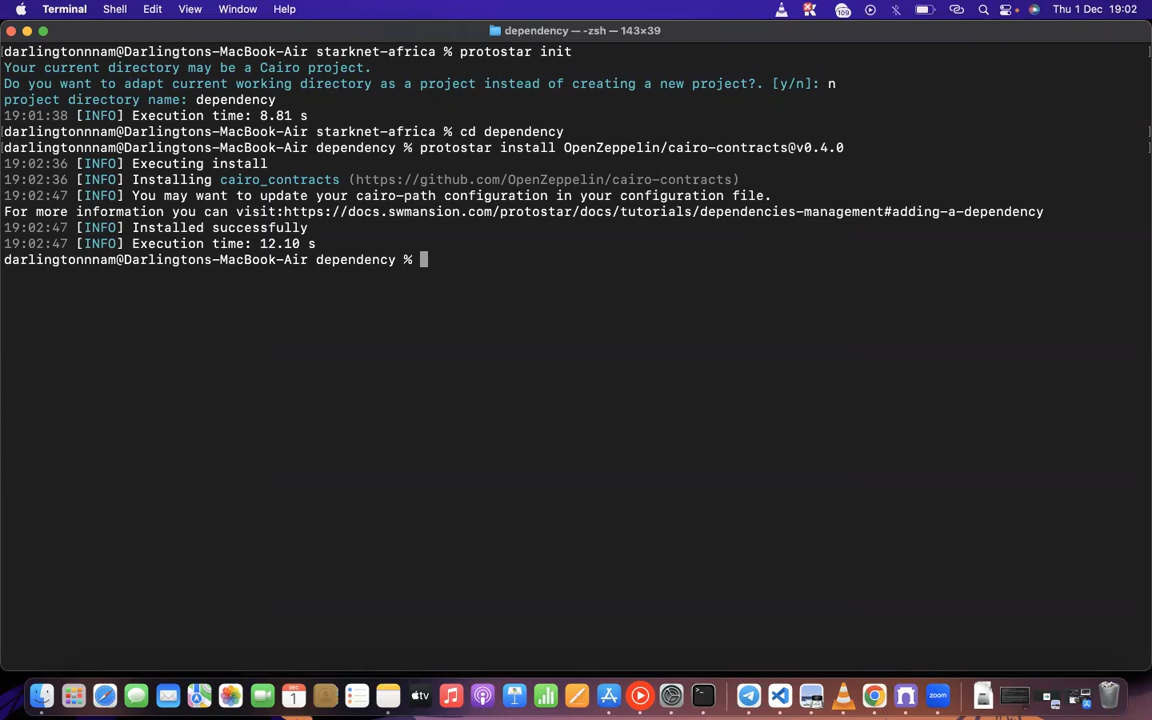 Terminal Shell Edit View Window Help 109 Thu 1 Dec 19:02
dependency — -zsh — 143×39
darlingtonnnam@Darlingtons-MacBook-Air starknet-africa % protostar init
Your current directory may be a Cairo project.
Do you want to adapt current working directory as a project instead of creating a new project?. [y/n]: n
project directory name: dependency
19:01:38 [INFO] Execution time: 8.81 s
darlingtonnnam@Darlingtons-MacBook-Air starknet-africa % cd dependency
darlingtonnnam@Darlingtons-MacBook-Air dependency % protostar install OpenZeppelin/cairo-contracts@v0.4.0
19:02:36 [INFO] Executing install
19:02:36 [INFO] Installing cairo_contracts (https://github.com/OpenZeppelin/cairo-contracts)
19:02:47 [INFO] You may want to update your cairo-path configuration in your configuration file.
For more information you can visit:https://docs.swmansion.com/protostar/docs/tutorials/dependencies-management#adding-a-dependency
19:02:47 [INFO] Installed successfully
19:02:47 [INFO] Execution time: 12.10 s
darlingtonnnam@Darlingtons-MacBook-Air dependency %
DEC
1
tv
zoom